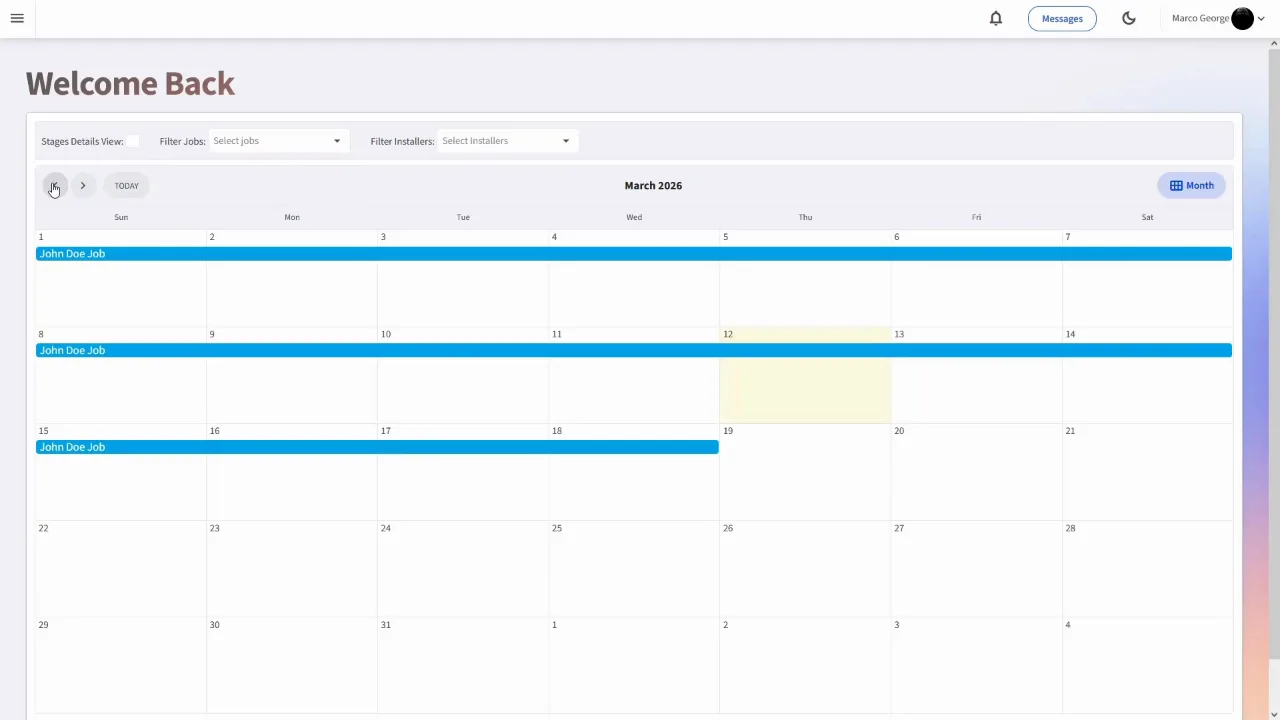 Messages
Marco George
Welcome Back
Stages Details View:
Filter Jobs: Select jobs
Filter Installers: Select Installers
TODAY
March 2026
Month
Sun Mon Tue Wed Thu Fri Sat
1 2 3 4 5 6 7
John Doe Job
8 9 10 11 12 13 14
John Doe Job
15 16 17 18 19 20 21
John Doe Job
22 23 24 25 26 27 28
29 30 31 1 2 3 4